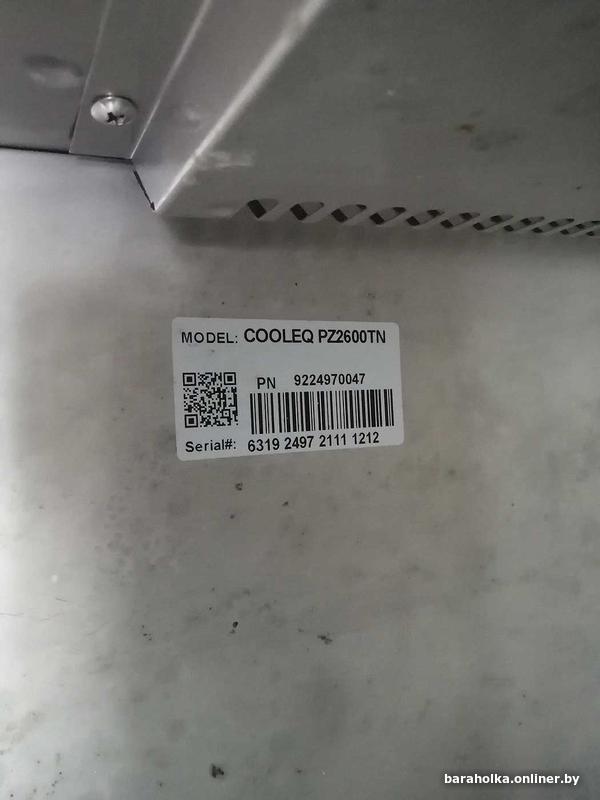 MODEL: COOLEQ PZ2600TN
PN 9224970047
Serial#: 6319 2497 2111 1212
baraholka.onliner.by